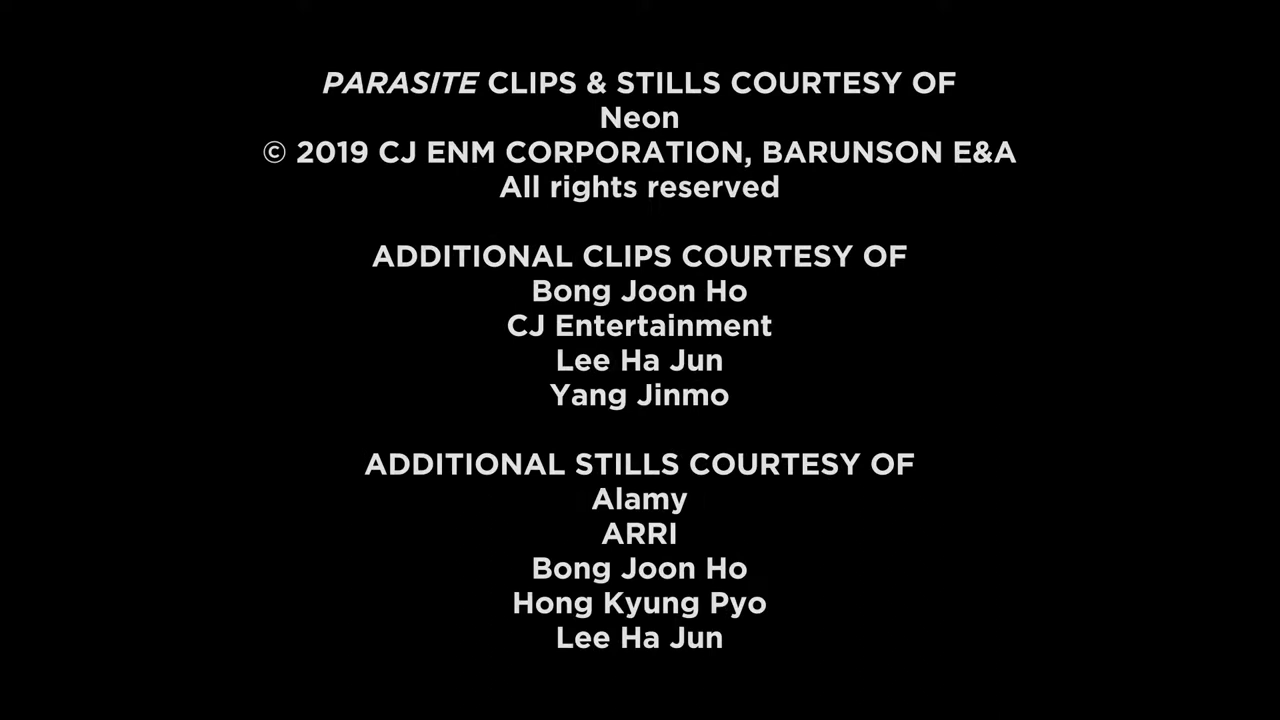 PARASITE CLIPS & STILLS COURTESY OF
Neon
© 2019 CJ ENM CORPORATION, BARUNSON E&A
All rights reserved
ADDITIONAL CLIPS COURTESY OF
Bong Joon Ho
CJ Entertainment
Lee Ha Jun
Yang Jinmo
ADDITIONAL STILLS COURTESY OF
Alamy
ARRI
Bong Joon Ho
Hong Kyung Pyo
Lee Ha Jun